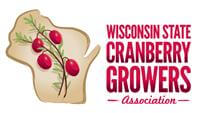 WISCONSIN STATE
CRANBERRY
GROWERS
Association